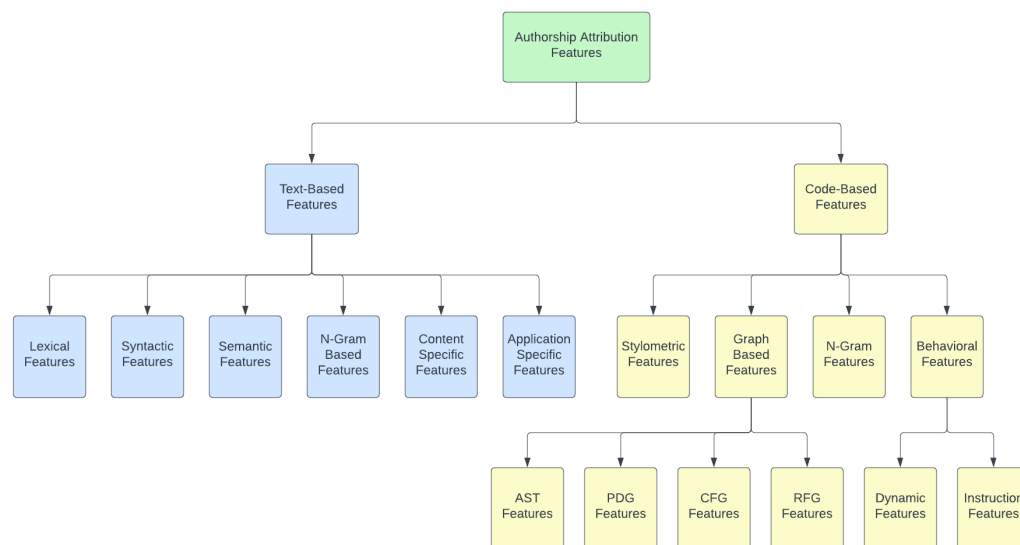 Authorship Attribution
Features
Text-Based
Features
Code-Based
Features
Lexical
Features
Syntactic
Features
Semantic
Features
N-Gram
Based
Features
Content
Specific
Features
Application
Specific
Features
Stylometric
Features
Graph
Based
Features
N-Gram
Features
Behavioral
Features
AST
Features
PDG
Features
CFG
Features
RFG
Features
Dynamic
Features
Instruction
Features